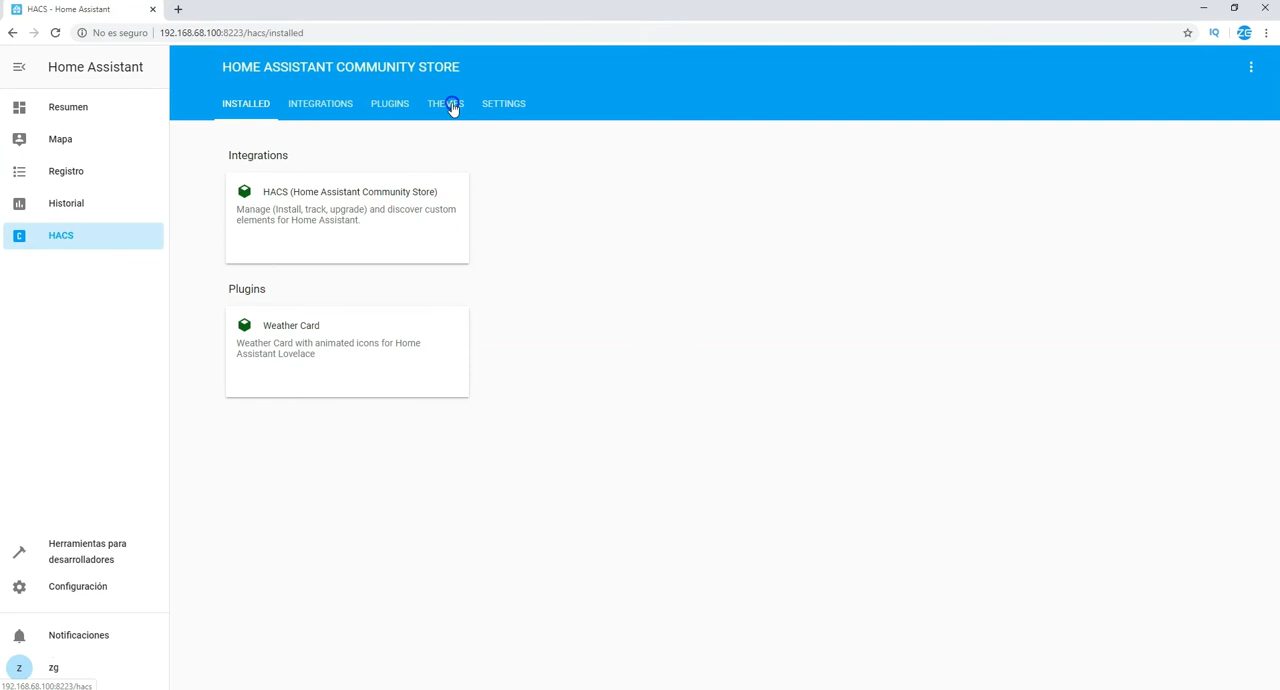 HACS - Home Assistant
No es seguro
192.168.68.100:8223/hacs/installed
IQ
ZG
Home Assistant
HOME ASSISTANT COMMUNITY STORE
INSTALLED INTEGRATIONS PLUGINS THEMES SETTINGS
Resumen
Mapa
Registro
Historial
C HACS
Integrations
HACS (Home Assistant Community Store)
Manage (Install, track, upgrade) and discover custom
elements for Home Assistant.
Plugins
Weather Card
Weather Card with animated icons for Home
Assistant Lovelace
Herramientas para
desarrolladores
Configuración
Notificaciones
z zg
192.168.68.100:8223/hacs